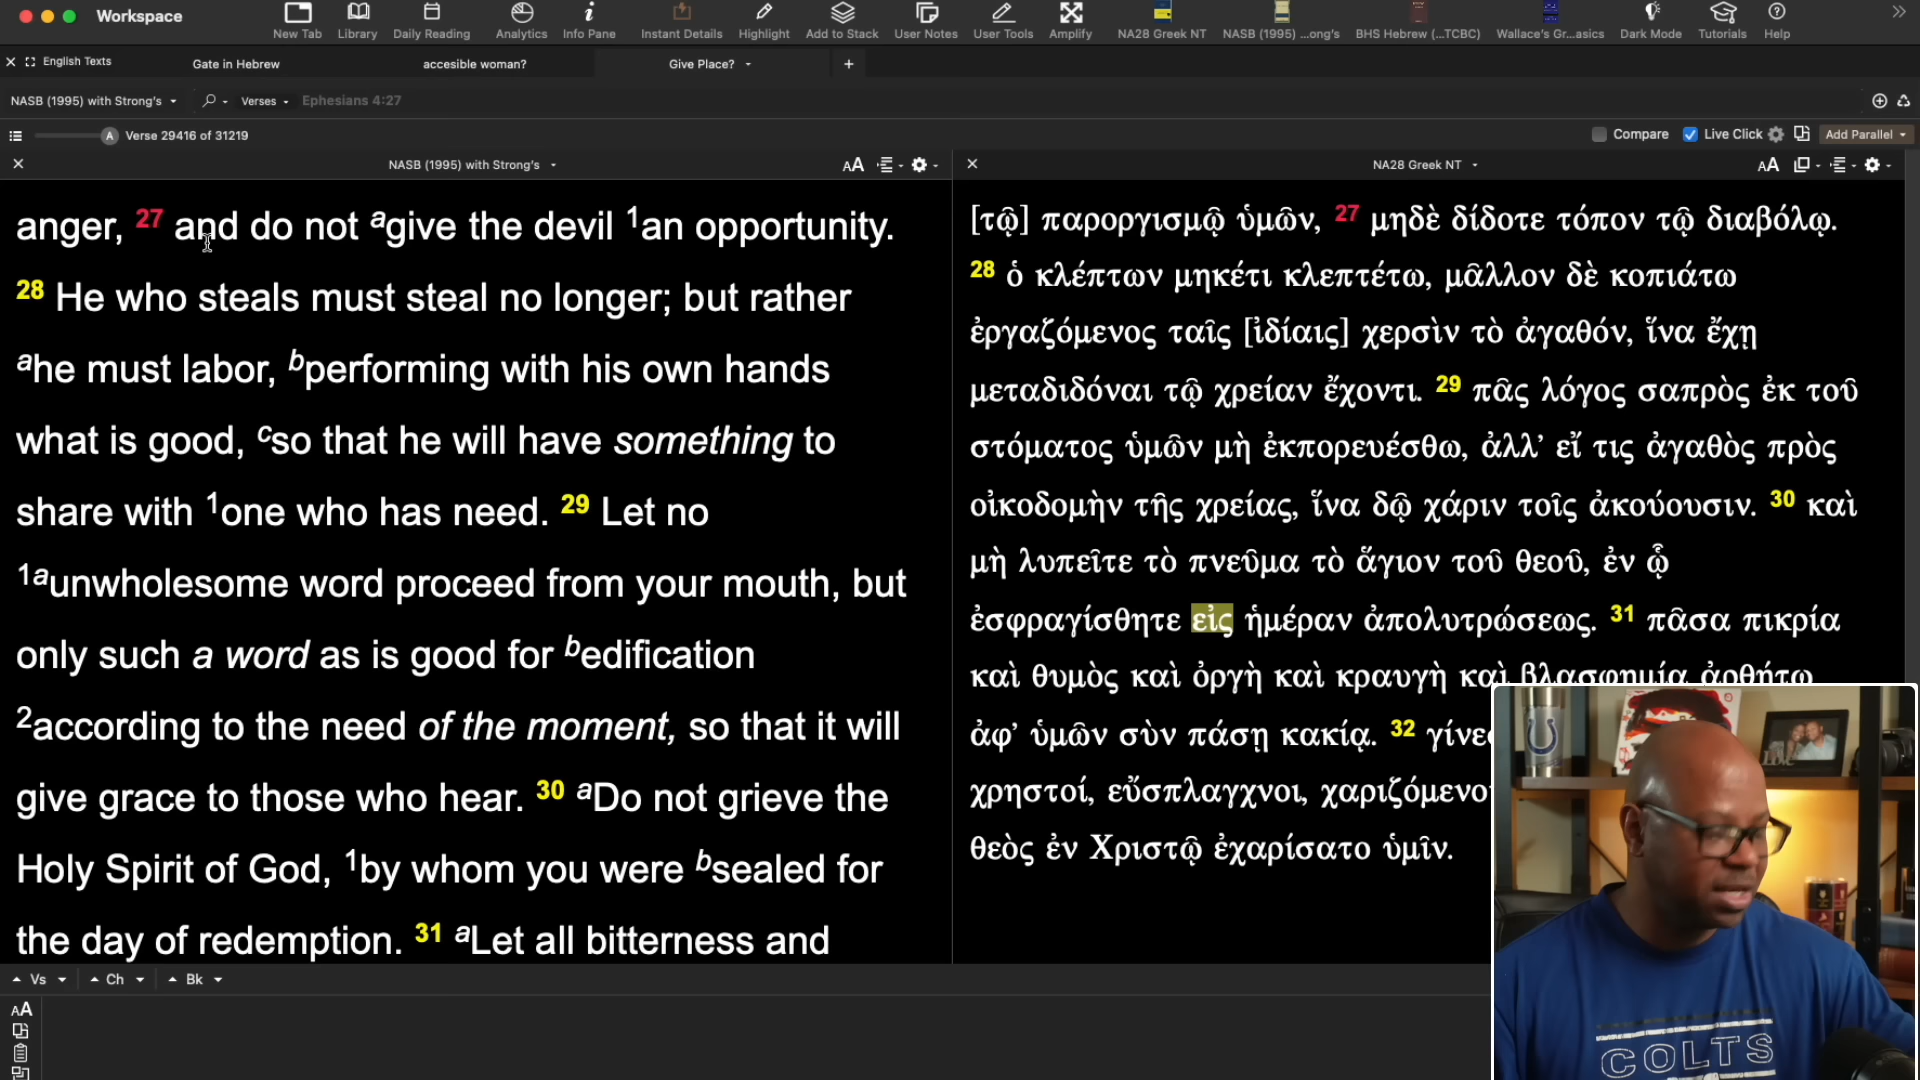 Workspace
New Tab
Library
Daily Reading
Analytics
Info Pane
Instant Details
Highlight
Add to Stack
User Notes
User Tools
Amplify
NA28 Greek NT
NASB (1995) ...ong's
BHS Hebrew (...TCBC)
Wallace's Gr...asics
Dark Mode
Tutorials
Help
English Texts
Gate in Hebrew
accesible woman?
Give Place?
NASB (1995) with Strong's
Verses
Ephesians 4:27
A Verse 29416 of 31219
Compare
Live Click
Add Parallel
NASB (1995) with Strong's
AA
anger, 27 and do not agive the devil 1an opportunity.
28 He who steals must steal no longer; but rather
ahe must labor, bperforming with his own hands
what is good, cso that he will have something to
share with 1one who has need. 29 Let no
1aunwholesome word proceed from your mouth, but
only such a word as is good for bedification
2according to the need of the moment, so that it will
give grace to those who hear. 30 aDo not grieve the
Holy Spirit of God, 1by whom you were bsealed for
the day of redemption. 31 aLet all bitterness and
NA28 Greek NT
AA
[τῷ] παροργισμῷ ὑμῶν, 27 μηδὲ δίδοτε τόπον τῷ διαβόλῳ.
28 ὁ κλέπτων μηκέτι κλεπτέτω, μᾶλλον δὲ κοπιάτω
ἐργαζόμενος ταῖς [ἰδίαις] χερσὶν τὸ ἀγαθόν, ἵνα ἔχῃ
μεταδιδόναι τῷ χρείαν ἔχοντι. 29 πᾶς λόγος σαπρὸς ἐκ τοῦ
στόματος ὑμῶν μὴ ἐκπορευέσθω, ἀλλ’ εἴ τις ἀγαθὸς πρὸς
οἰκοδομὴν τῆς χρείας, ἵνα δῷ χάριν τοῖς ἀκούουσιν. 30 καὶ
μὴ λυπεῖτε τὸ πνεῦμα τὸ ἅγιον τοῦ θεοῦ, ἐν ᾧ
ἐσφραγίσθητε εἰς ἡμέραν ἀπολυτρώσεως. 31 πᾶσα πικρία
καὶ θυμὸς καὶ ὀργὴ καὶ κραυγὴ καὶ βλασφημία ἀρθήτω
ἀφ’ ὑμῶν σὺν πάσῃ κακίᾳ. 32
χρηστοί, εὔσπλαγχνοι,
θεὸς ἐν Χριστῷ ἐχαρίσατο ὑμῖν.
Vs
Ch
Bk
AA
COLTS